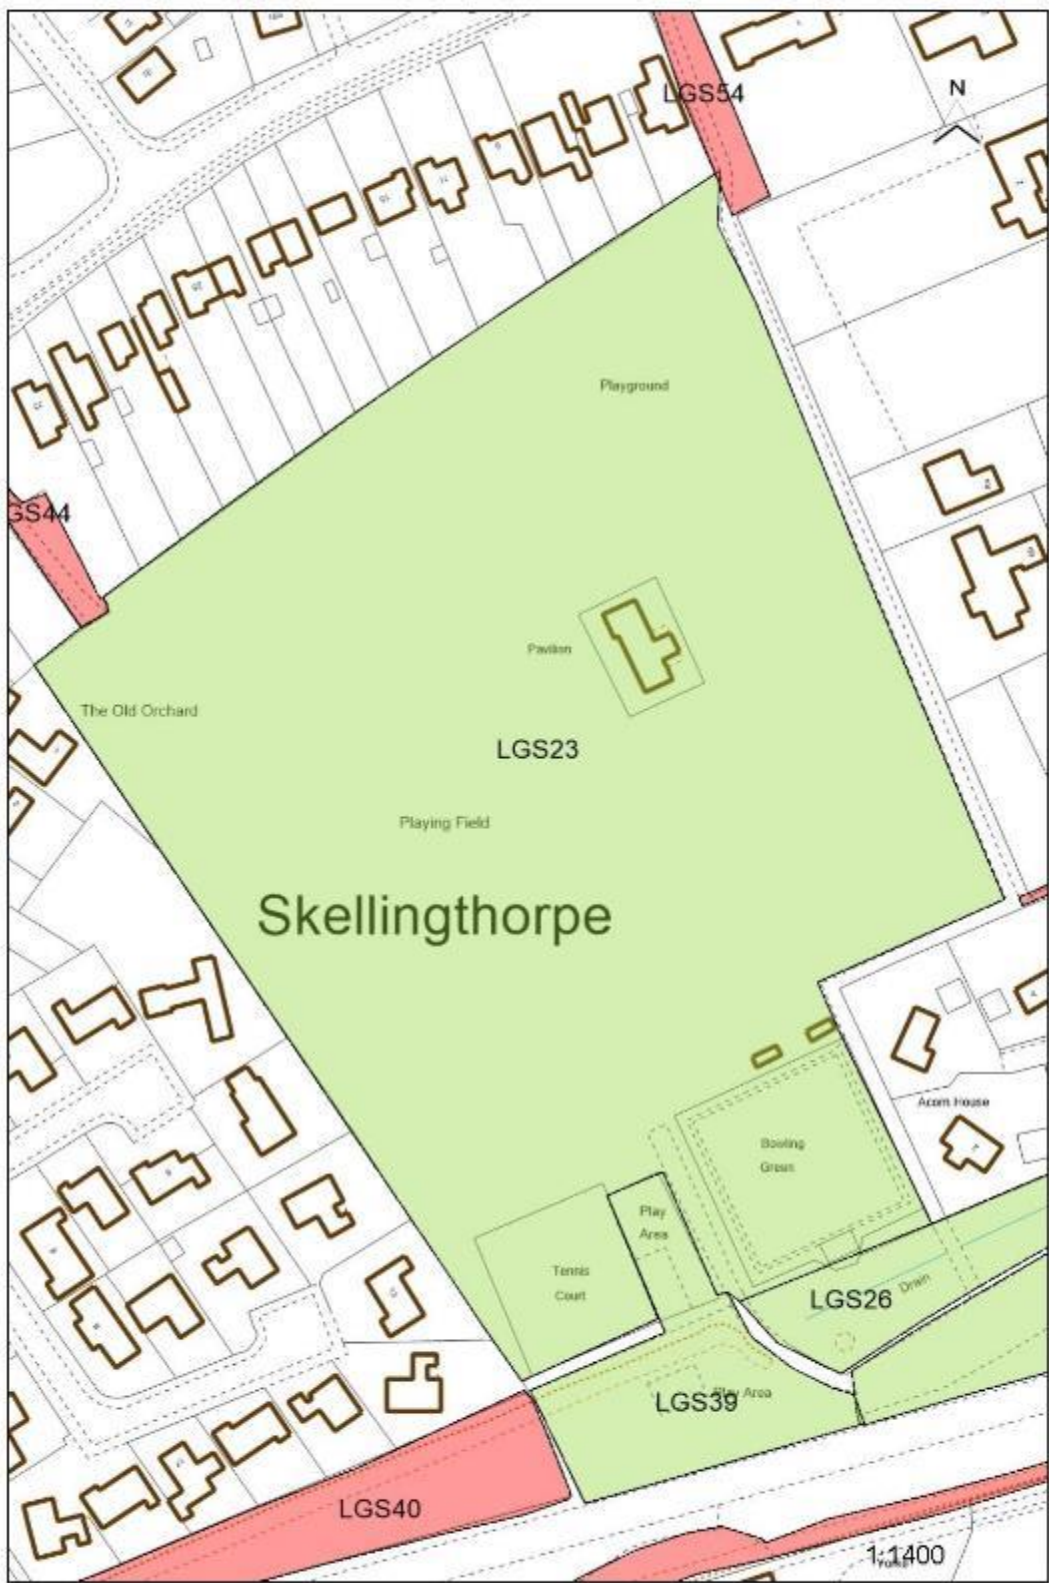 LGS54
N
Playground
GS44
Pavilion
The Old Orchard
LGS23
Playing Field
Skellingthorpe
Acorn House
Bowling
Green
Play
Area
Tennis
Court
Drain
LGS26
Play Area
LGS39
LGS40
1:1400